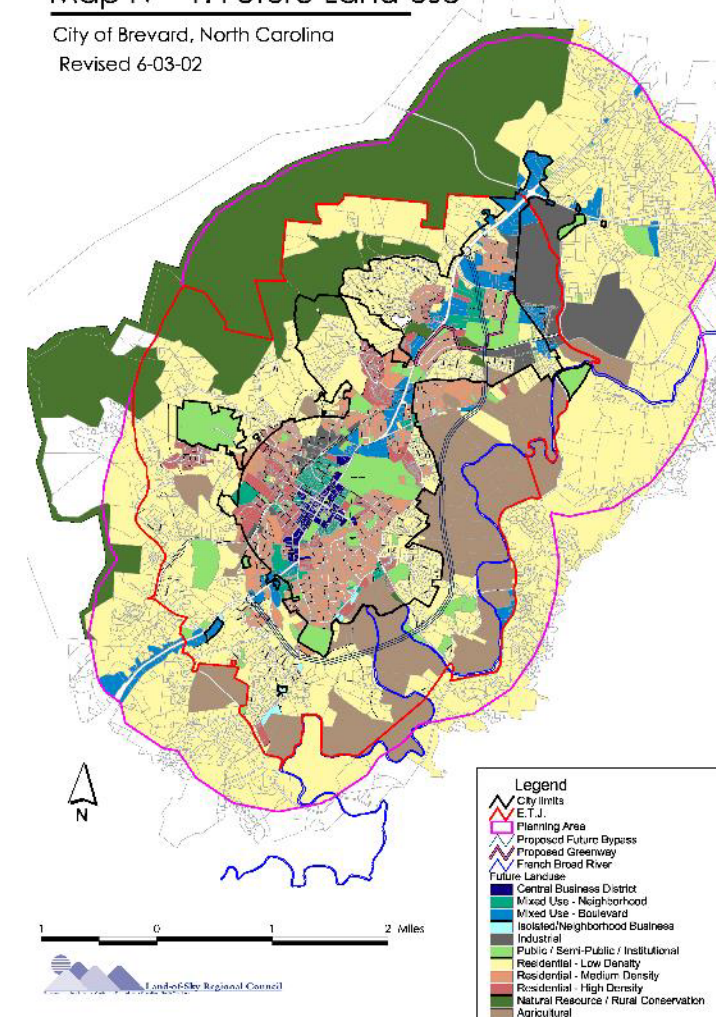 City of Brevard, North Carolina
Revised 6-03-02
N
1 0 1 2 Miles
Land-of-Sky Regional Council
Legend
City limits
E.T.J.
Planning Area
Proposed Future Bypass
Proposed Greenway
French Broad River
Future Landuse
Central Business District
Mixed Use - Neighborhood
Mixed Use - Boulevard
Isolated/Neighborhood Business
Industrial
Public / Semi-Public / Institutional
Residential - Low Density
Residential - Medium Density
Residential - High Density
Natural Resource / Rural Conservation
Agricultural